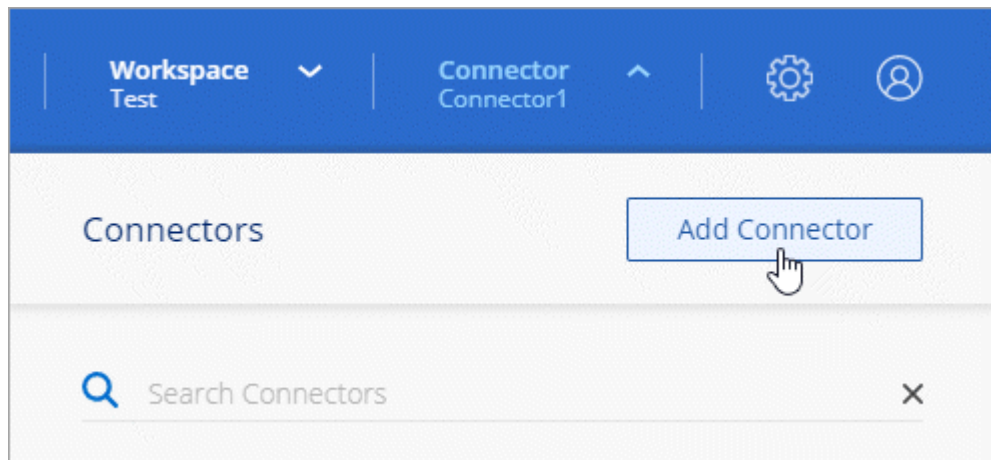 Workspace
Test
Connector
Connector1
Connectors
Add Connector
Search Connectors